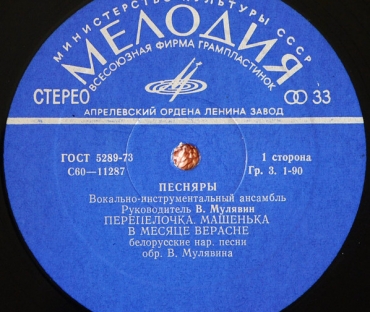 МИНИСТЕРСТВО КУЛЬТУРЫ СССР
МЕЛОДИЯ
ВСЕСОЮЗНАЯ ФИРМА ГРАМПЛАСТИНОК
СТЕРЕО 33
АПРЕЛЕВСКИЙ ОРДЕНА ЛЕНИНА ЗАВОД
ГОСТ 5289-73 1 сторона
С60—11287 Гр. 3. 1-90
ПЕСНЯРЫ
Вокально-инструментальный ансамбль
Руководитель В. Мулявин
ПЕРЕПЕЛОЧКА. МАШЕНЬКА
В МЕСЯЦЕ ВЕРАСНЕ
белорусские нар. песни
обр. В. Мулявина